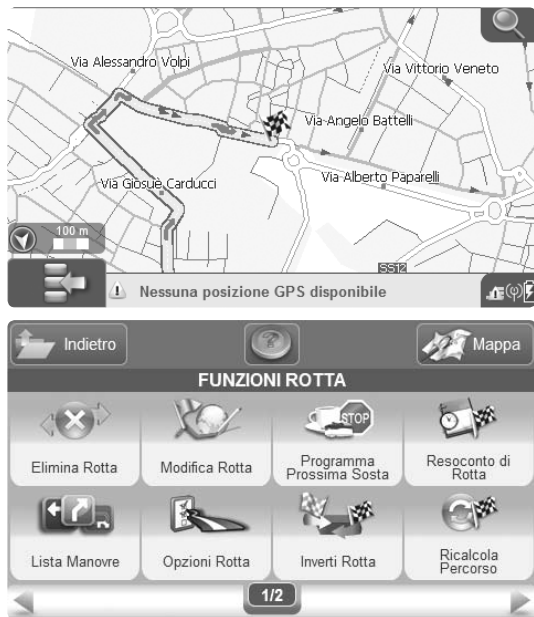 Via Alessandro Volpi
Via Vittorio Veneto
Via Angelo Battelli
Via Giosuè Carducci
Via Alberto Paparelli
100 m
SS12
Nessuna posizione GPS disponibile
Indietro
?
Mappa
FUNZIONI ROTTA
STOP
Elimina Rotta
Modifica Rotta
Programma
Prossima Sosta
Resoconto di
Rotta
Lista Manovre
Opzioni Rotta
Inverti Rotta
Ricalcola
Percorso
1/2